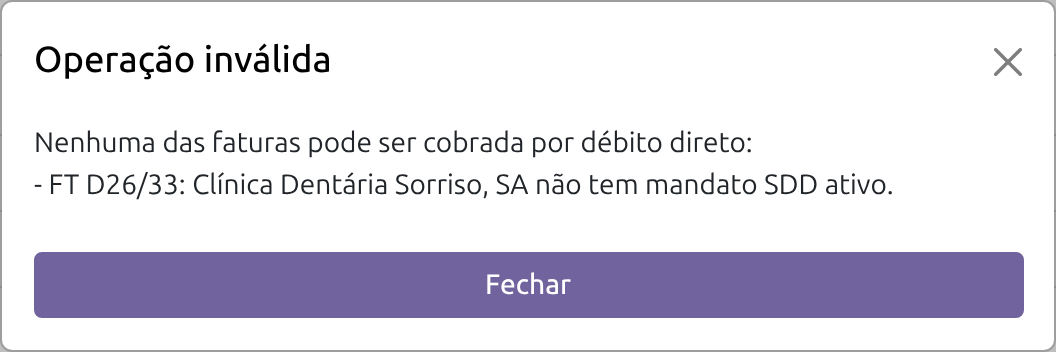 Operação inválida
Nenhuma das faturas pode ser cobrada por débito direto:
- FT D26/33: Clínica Dentária Sorriso, SA não tem mandato SDD ativo.
Fechar